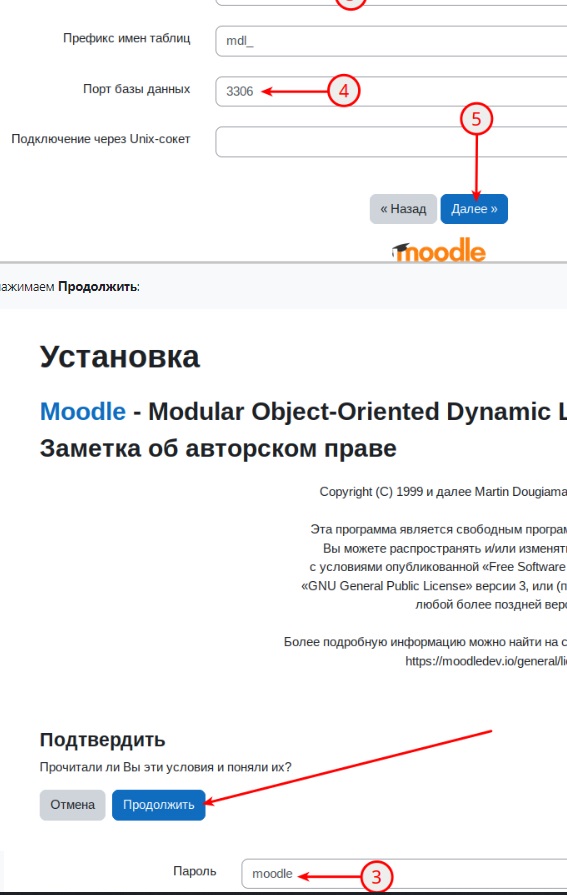 Префикс имен таблиц
mdl_
Порт базы данных
3306
4
5
Подключение через Unix-сокет
« Назад
Далее »
moodle
ажимаем Продолжить:
Установка
Moodle - Modular Object-Oriented Dynamic L
Заметка об авторском праве
Copyright (C) 1999 и далее Martin Dougiama
Эта программа является свободным програм
Вы можете распространять и/или изменят
с условиями опубликованной «Free Software
«GNU General Public License» версии 3, или (п
любой более поздней верс
Более подробную информацию можно найти на с
https://moodledev.io/general/li
Подтвердить
Прочитали ли Вы эти условия и поняли их?
Отмена
Продолжить
Пароль
moodle
3